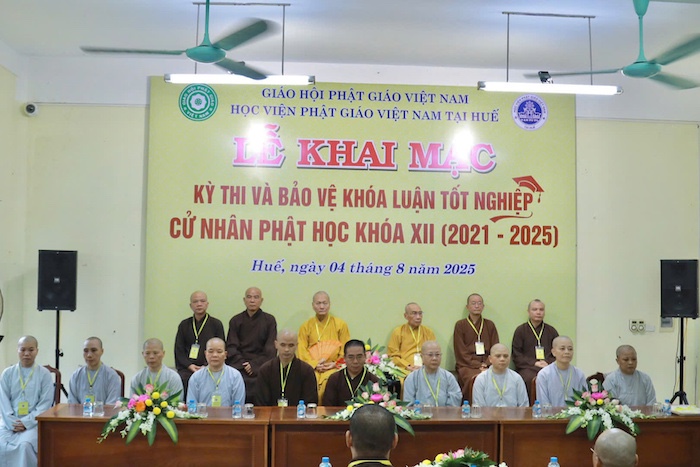 GIÁO HỘI PHẬT GIÁO VIỆT NAM
HỌC VIỆN PHẬT GIÁO VIỆT NAM TẠI HUẾ
LỄ KHAI MẠC
KỲ THI VÀ BẢO VỆ KHÓA LUẬN TỐT NGHIỆP
CỬ NHÂN PHẬT HỌC KHÓA XII (2021 - 2025)
Huế, ngày 04 tháng 8 năm 2025